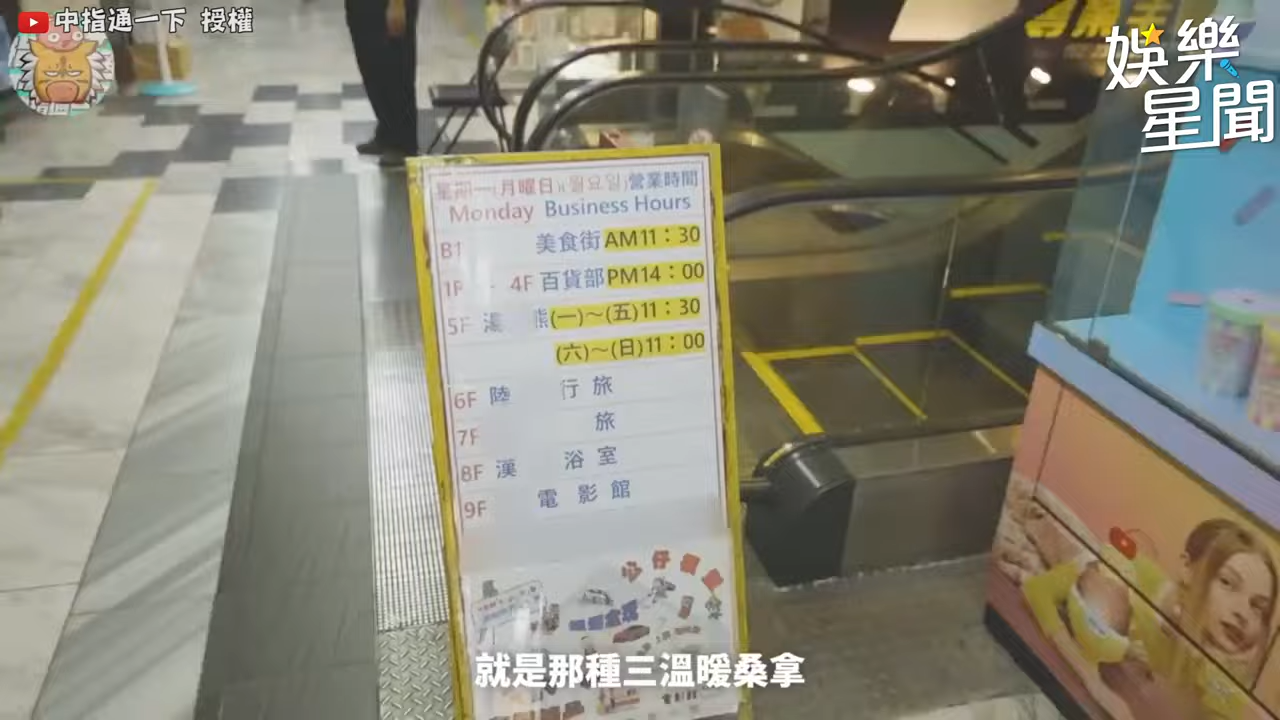 中指通一下 授權
娛樂
星聞
星期一(月曜日)(월요일)營業時間
Monday Business Hours
B1 美食街 AM11：30
1F - 4F 百貨部 PM14：00
5F 湯 熊 (一)～(五)11：30
(六)～(日)11：00
6F 陸 行 旅
7F 旅
8F 漢 浴 室
9F 電 影 館
就是那種三溫暖桑拿